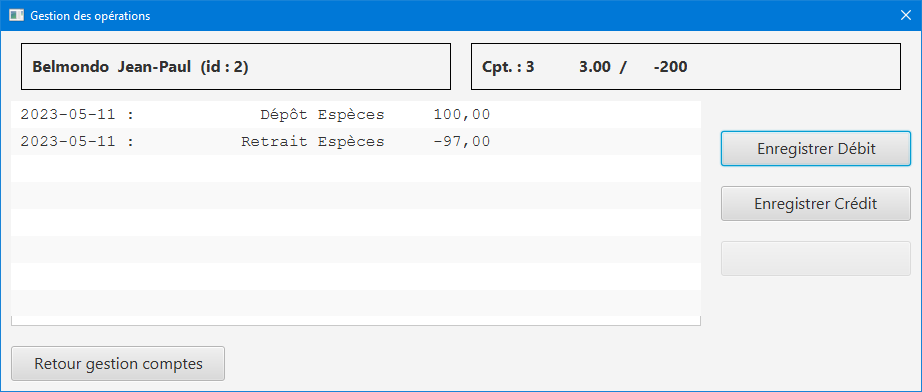 Gestion des opérations
Belmondo Jean-Paul (id : 2)
Cpt. : 3 3.00 / -200
2023-05-11 : Dépôt Espèces 100,00
2023-05-11 : Retrait Espèces -97,00
Enregistrer Débit
Enregistrer Crédit
Retour gestion comptes